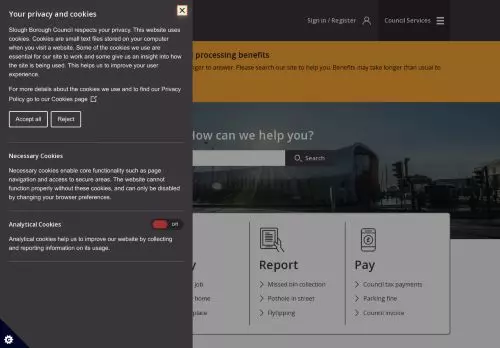 Your privacy and cookies
Slough Borough Council respects your privacy. This website uses
cookies. Cookies are small text files stored on your computer
when you visit a website. Some of the cookies we use are
essential for our site to work and some give us an insight into how
the site is being used. This helps us to improve your user
experience.
For more details about the cookies we use and to find our Privacy
Policy go to our Cookies page
Accept all
Reject
Necessary Cookies
Necessary cookies enable core functionality such as page
navigation and access to secure areas. The website cannot
function properly without these cookies, and can only be disabled
by changing your browser preferences.
Analytical Cookies
Off
Analytical cookies help us to improve our website by collecting
and reporting information on its usage.
Sign in / Register
Council Services
processing benefits
to answer. Please search our site to help you. Benefits may take longer than usual to
How can we help you?
Search
job
home
place
Report
Missed bin collection
Pothole in street
Flytipping
Pay
Council tax payments
Parking fine
Council invoice